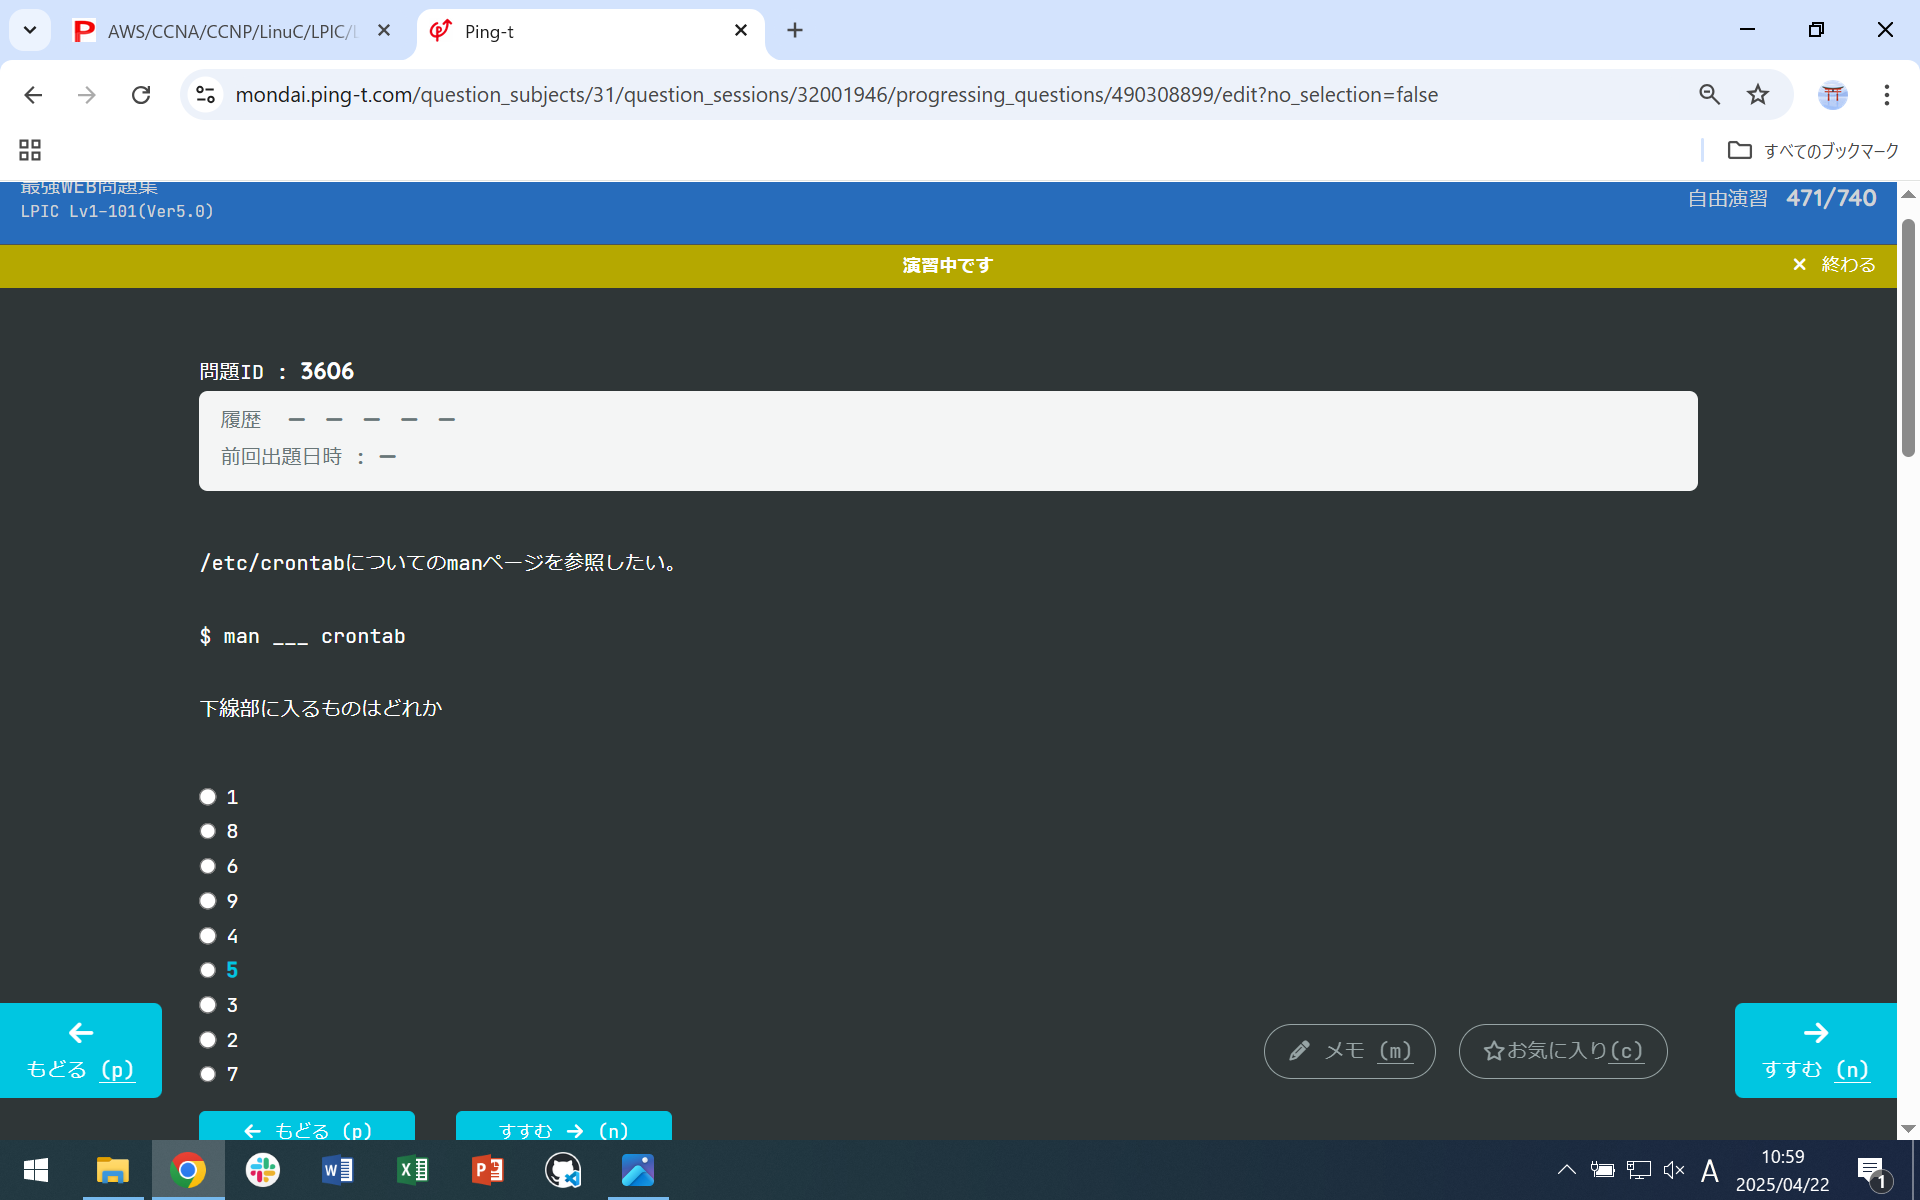 AWS/CCNA/CCNP/LinuC/LPIC/L
Ping-t
mondai.ping-t.com/question_subjects/31/question_sessions/32001946/progressing_questions/490308899/edit?no_selection=false
すべてのブックマーク
最強WEB問題集
LPIC Lv1-101(Ver5.0)
自由演習 471/740
演習中です
× 終わる
問題ID : 3606
履歴 ー ー ー ー ー
前回出題日時 : ー
/etc/crontabについてのmanページを参照したい。
$ man ___ crontab
下線部に入るものはどれか
1
8
6
9
4
5
3
2
7
← もどる (p)
メモ (m)
☆お気に入り(c)
→ すすむ (n)
← もどる (p)
すすむ → (n)
A
10:59
2025/04/22
1